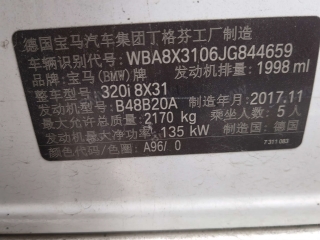 德国宝马汽车集团丁格芬工厂制造
车辆识别代号: WBA8X3106JG844659
品牌: 宝马(BMW)牌 发动机排量: 1998 ml
整车型号: 320i 8X31
发动机型号: B48B20A 制造年月: 2017.11
最大允许总质量: 2170 kg 乘坐人数: 5 人
发动机最大净功率: 135 kW 制造国: 德国
颜色代码/色圈: A96/ 0